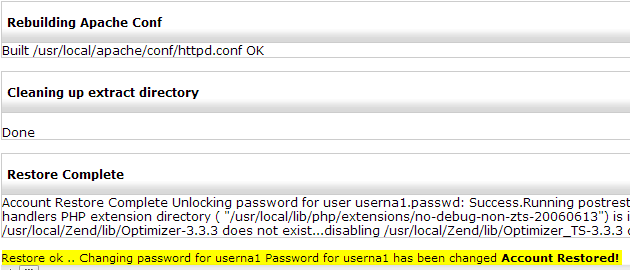 Rebuilding Apache Conf
Built /usr/local/apache/conf/httpd.conf OK
Cleaning up extract directory
Done
Restore Complete
Account Restore Complete Unlocking password for user userna1.passwd: Success.Running postrest
handlers PHP extension directory ( "/usr/local/lib/php/extensions/no-debug-non-zts-20060613") is i
/usr/local/Zend/lib/Optimizer-3.3.3 does not exist...disabling /usr/local/Zend/lib/Optimizer_TS-3.3.3
Restore ok .. Changing password for userna1 Password for userna1 has been changed Account Restored!